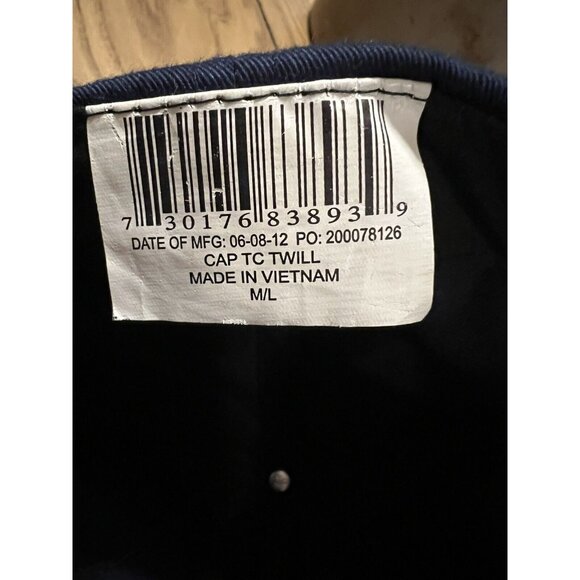 7 30176 83893 9
DATE OF MFG: 06-08-12 PO: 200078126
CAP TC TWILL
MADE IN VIETNAM
M/L